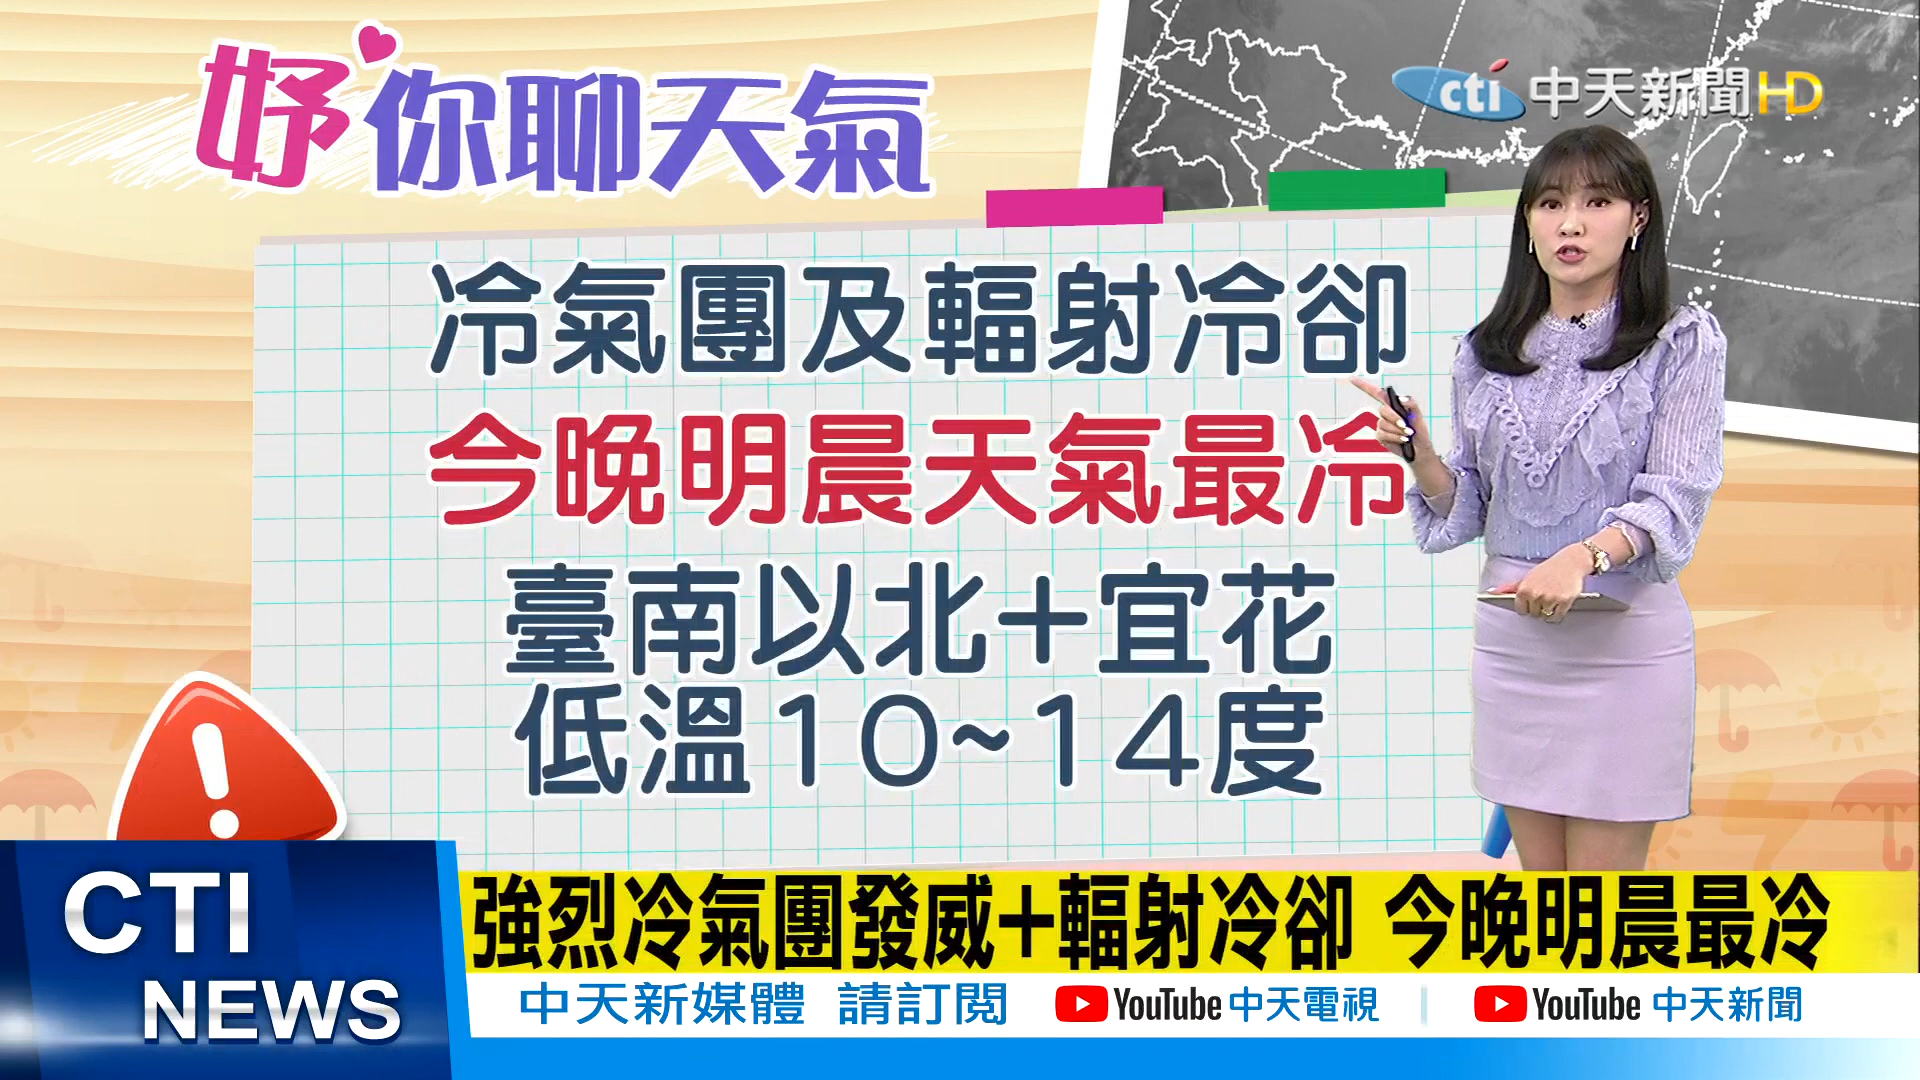 妤你聊天氣
cti 中天新聞HD
冷氣團及輻射冷卻
今晚明晨天氣最冷
臺南以北+宜花
低溫10~14度
CTI
NEWS
強烈冷氣團發威+輻射冷卻 今晚明晨最冷
中天新媒體 請訂閱 YouTube 中天電視 | YouTube 中天新聞